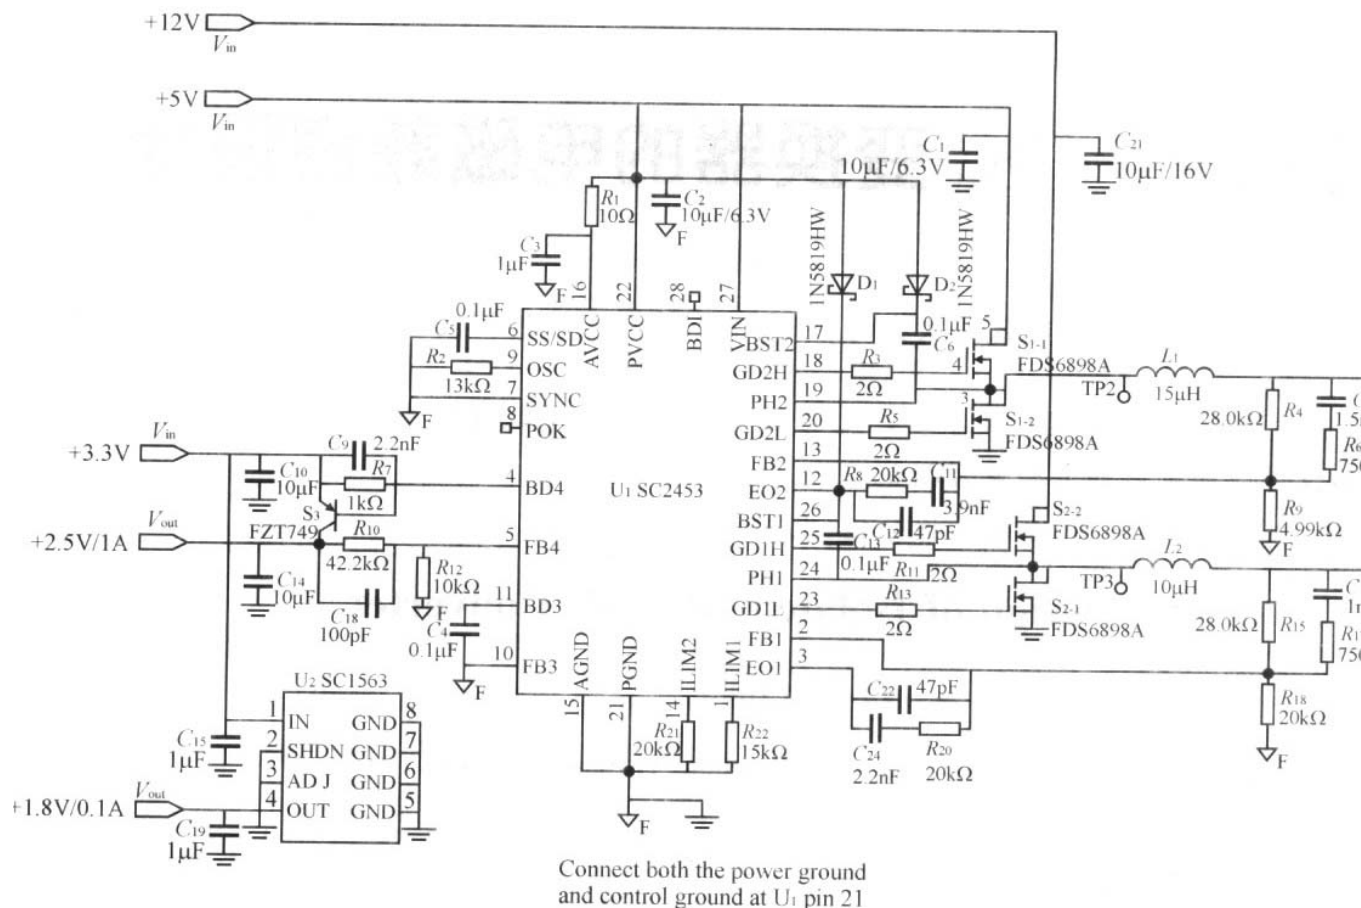 +12V
Vin
+5V
Vin
C1
10μF/6.3V
C21
10μF/16V
R1
10Ω
C2
10μF/6.3V
F
C3
1μF
F
1N5819HW
D1
D2
1N5819HW
16
22
28
27
AVCC
PVCC
BDI
VIN
0.1μF
C5
6
SS/SD
R2
9
OSC
13kΩ
7
SYNC
F
8
POK
17
BST2
0.1μF
C6
5
S1-1
FDS6898A
18
GD2H
R3
2Ω
4
19
PH2
3
20
GD2L
R5
2Ω
S1-2
FDS6898A
TP2
L1
15μH
R4
28.0kΩ
C
1.5
R6
750
Vin
+3.3V
C10
10μF
C9
2.2nF
R7
1kΩ
4
BD4
S3
FZT749
U1 SC2453
13
FB2
12
EO2
R8
20kΩ
C11
3.9nF
C12
47pF
26
BST1
25
GD1H
C13
0.1μF
R11
2Ω
S2-2
FDS6898A
R9
4.99kΩ
F
Vout
+2.5V/1A
C14
10μF
R10
42.2kΩ
5
FB4
R12
10kΩ
F
C18
100pF
24
PH1
23
GD1L
R13
2Ω
S2-1
FDS6898A
TP3
L2
10μH
28.0kΩ
R15
C
1n
R1
750
11
BD3
C4
0.1μF
10
FB3
F
2
FB1
3
EO1
C22
47pF
C24
2.2nF
R20
20kΩ
R18
20kΩ
F
AGND
PGND
ILIM2
ILIM1
15
21
14
1
R21
20kΩ
R22
15kΩ
F
U2 SC1563
1
IN
GND
8
2
SHDN
GND
7
3
ADJ
GND
6
4
OUT
GND
5
C15
1μF
Vout
+1.8V/0.1A
C19
1μF
Connect both the power ground
and control ground at U1 pin 21